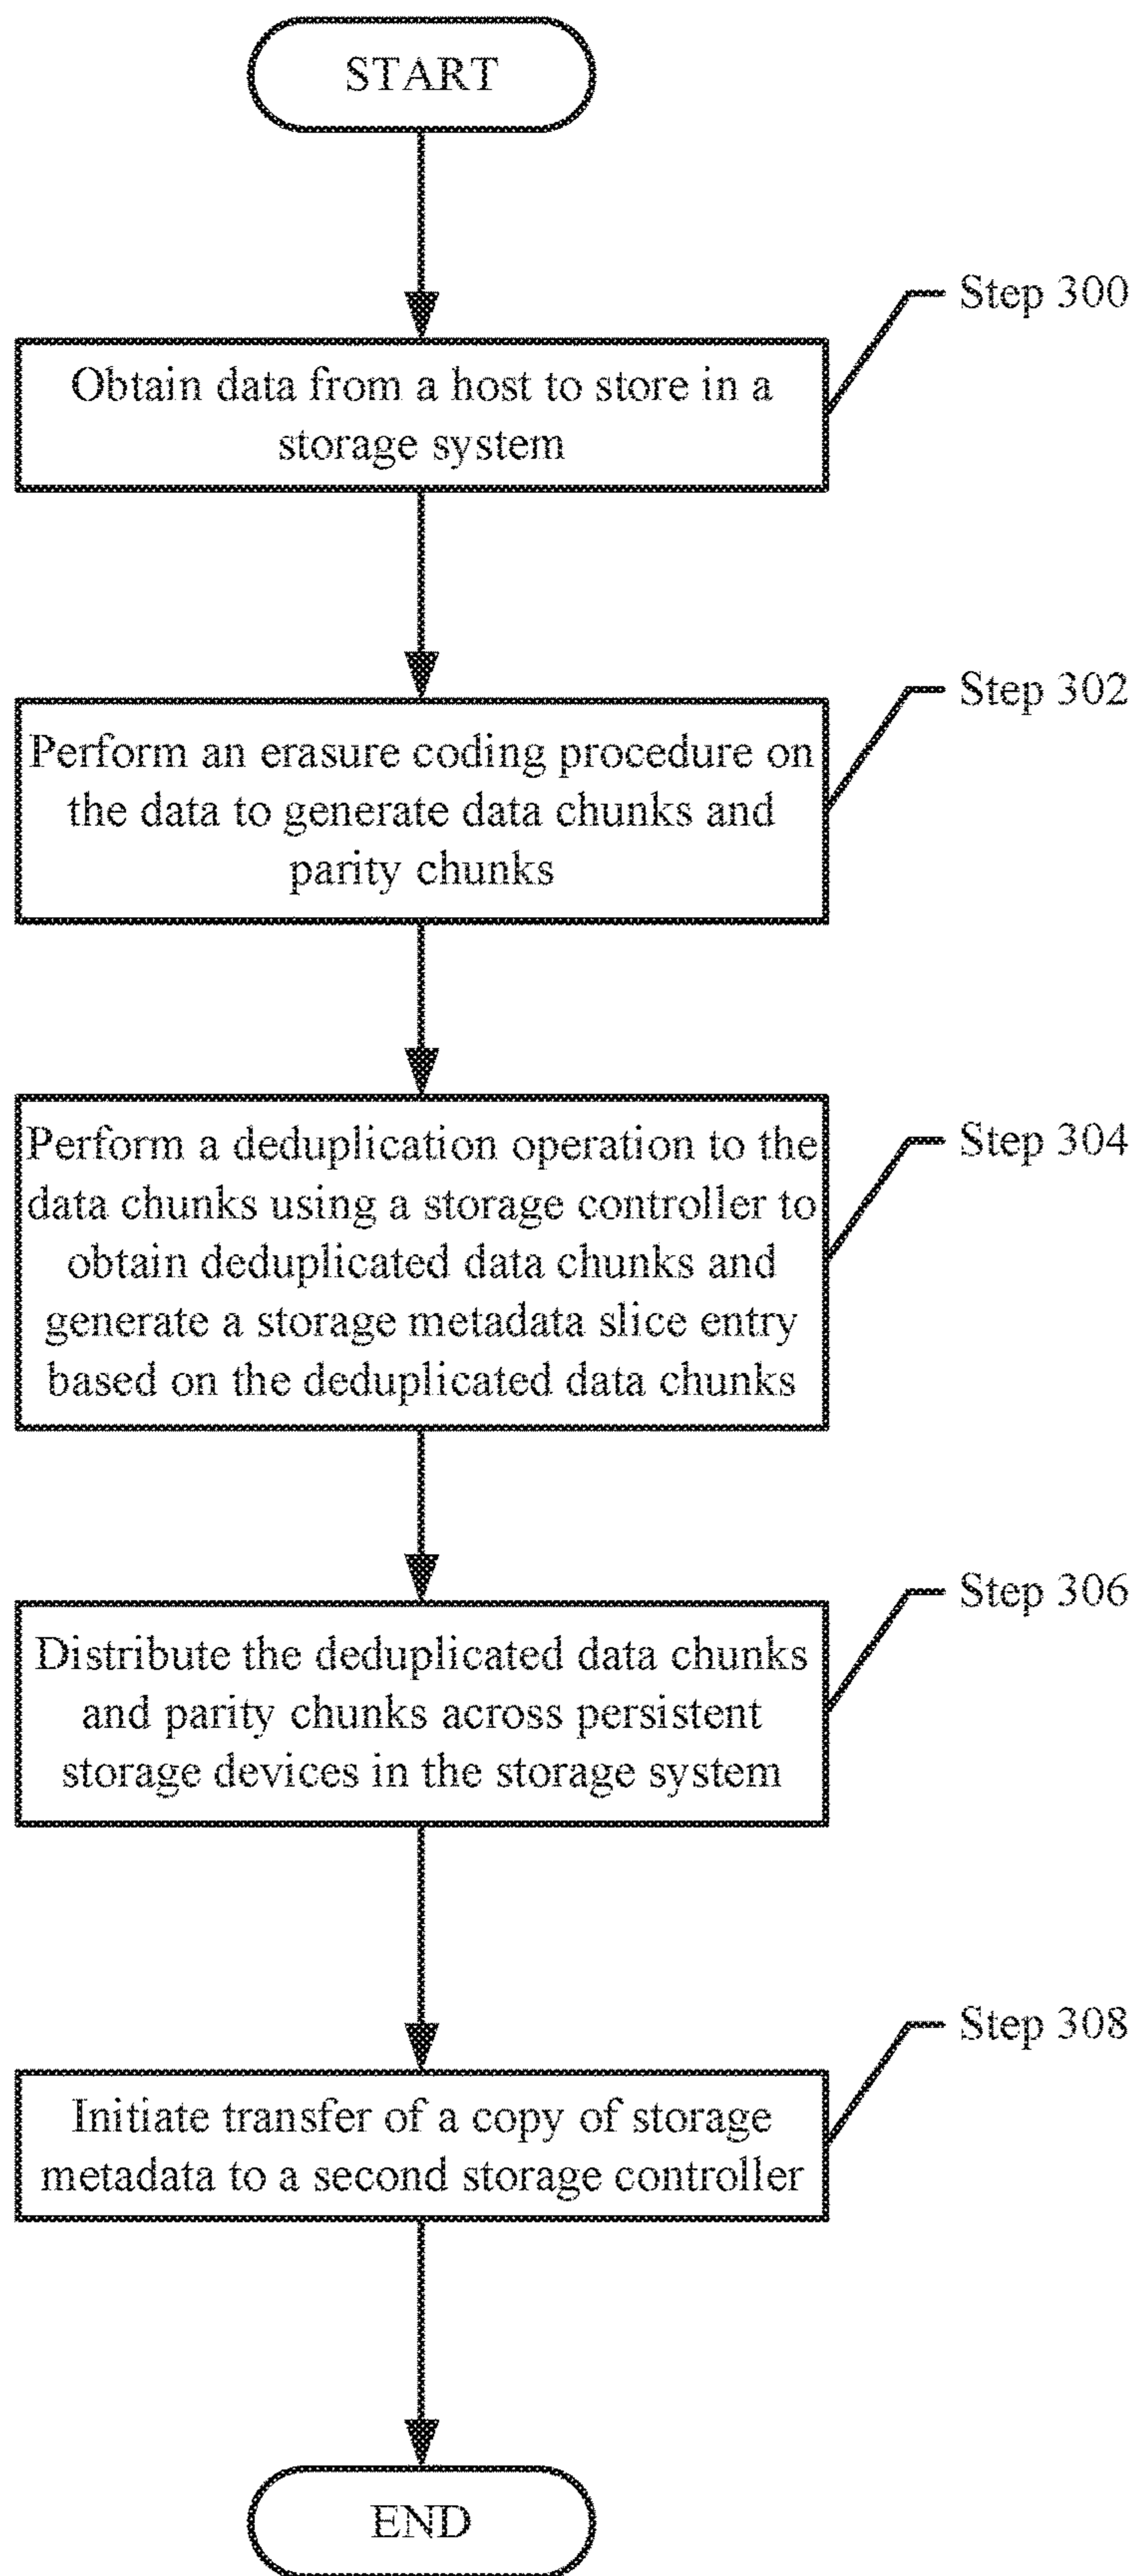 START
Step 300
Obtain data from a host to store in a
storage system
Step 302
Perform an erasure coding procedure on
the data to generate data chunks and
parity chunks
Step 304
Perform a deduplication operation to the
data chunks using a storage controller to
obtain deduplicated data chunks and
generate a storage metadata slice entry
based on the deduplicated data chunks
Step 306
Distribute the deduplicated data chunks
and parity chunks across persistent
storage devices in the storage system
Step 308
Initiate transfer of a copy of storage
metadata to a second storage controller
END